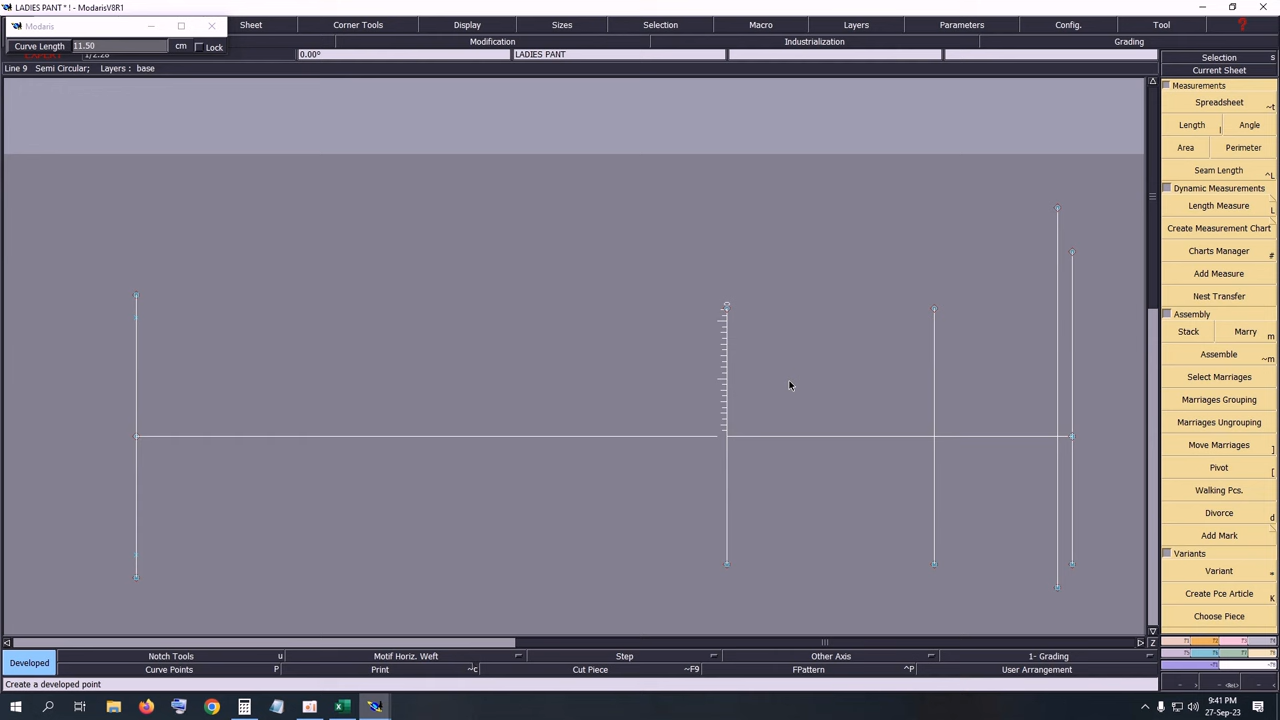 LADIES PANT * ! - ModarisV8R1
Modaris
Curve Length 11.50 cm Lock
Sheet Corner Tools Display Sizes Selection Macro Layers Parameters Config. Tool ?
Modification Industrialization Grading
0.00° LADIES PANT
Line 9 Semi Circular; Layers : base
Selection s
Current Sheet
Measurements
Spreadsheet ~t
Length l Angle
Area Perimeter
Seam Length ^L
Dynamic Measurements
Length Measure L
Create Measurement Chart
Charts Manager #
Add Measure
Nest Transfer
Assembly
Stack Marry m
Assemble ~m
Select Marriages
Marriages Grouping
Marriages Ungrouping
Move Marriages ]
Pivot [
Walking Pcs.
Divorce d
Add Mark
Variants
Variant *
Create Pce Article K
Choose Piece
Z
Developed
Notch Tools u Motif Horiz. Weft - Step - Other Axis - 1- Grading -
Curve Points P Print ~c Cut Piece ~F9 FPattern ^P User Arrangement
Create a developed point
9:41 PM
27-Sep-23